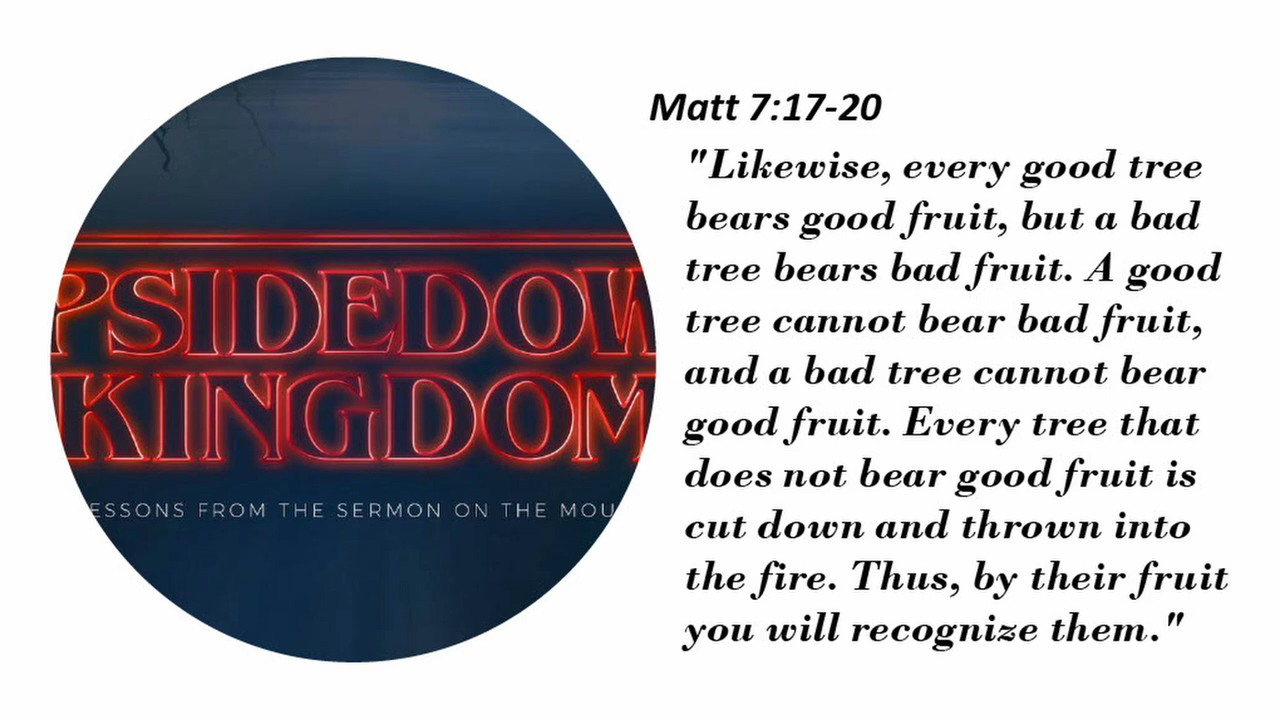 PSIDEDOW
KINGDOM
ESSONS FROM THE SERMON ON THE MOU
Matt 7:17-20
"Likewise, every good tree
bears good fruit, but a bad
tree bears bad fruit. A good
tree cannot bear bad fruit,
and a bad tree cannot bear
good fruit. Every tree that
does not bear good fruit is
cut down and thrown into
the fire. Thus, by their fruit
you will recognize them."